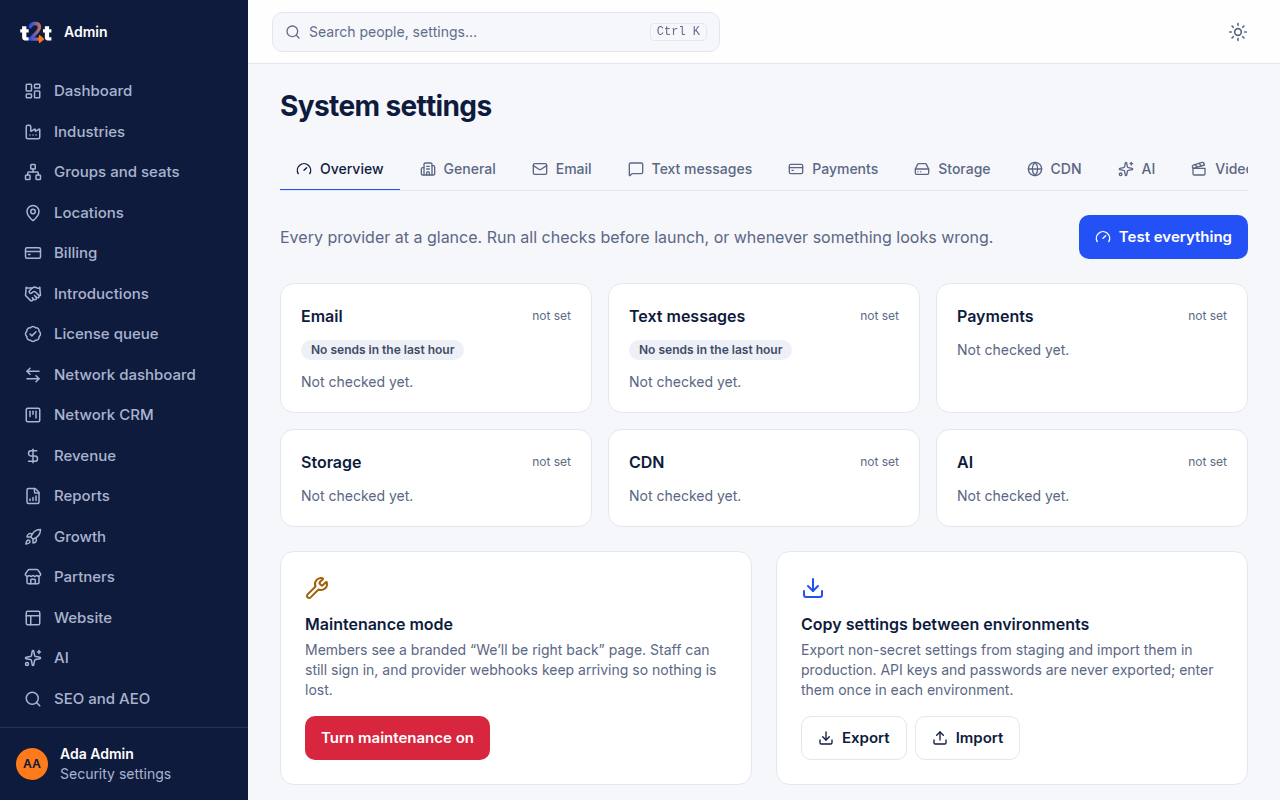 t2t Admin
Search people, settings... Ctrl K
Dashboard
Industries
Groups and seats
Locations
Billing
Introductions
License queue
Network dashboard
Network CRM
Revenue
Reports
Growth
Partners
Website
AI
SEO and AEO
AA Ada Admin
Security settings
System settings
Overview General Email Text messages Payments Storage CDN AI Video
Every provider at a glance. Run all checks before launch, or whenever something looks wrong. Test everything
Email not set
No sends in the last hour
Not checked yet.
Text messages not set
No sends in the last hour
Not checked yet.
Payments not set
Not checked yet.
Storage not set
Not checked yet.
CDN not set
Not checked yet.
AI not set
Not checked yet.
Maintenance mode
Members see a branded “We’ll be right back” page. Staff can
still sign in, and provider webhooks keep arriving so nothing is
lost.
Turn maintenance on
Copy settings between environments
Export non-secret settings from staging and import them in
production. API keys and passwords are never exported; enter
them once in each environment.
Export Import